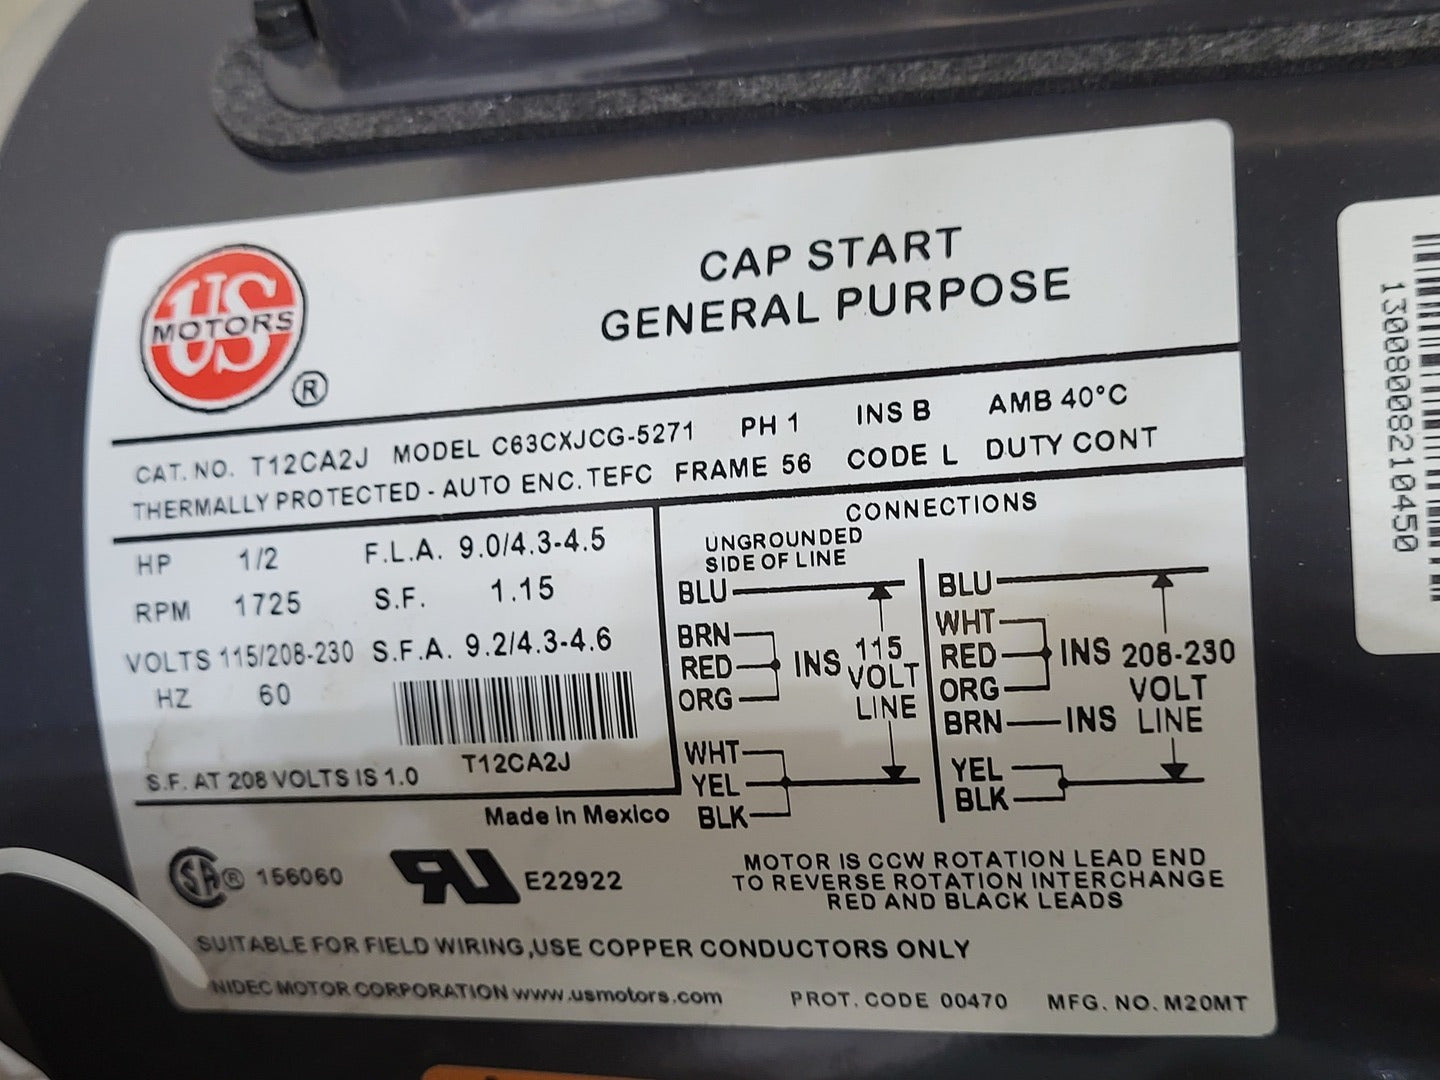 US
MOTORS
®
CAP START
GENERAL PURPOSE
CAT. NO. T12CA2J MODEL C63CXJCG-5271 PH 1 INS B AMB 40°C
THERMALLY PROTECTED - AUTO ENC. TEFC FRAME 56 CODE L DUTY CONT
HP 1/2 F.L.A. 9.0/4.3-4.5
RPM 1725 S.F. 1.15
VOLTS 115/208-230 S.F.A. 9.2/4.3-4.6
HZ 60
T12CA2J
S.F. AT 208 VOLTS IS 1.0
CONNECTIONS
UNGROUNDED
SIDE OF LINE
BLU
BRN
RED INS 115
ORG VOLT
LINE
WHT
YEL
BLK
BLU
WHT
RED INS 208-230
ORG VOLT
BRN INS LINE
YEL
BLK
Made in Mexico
SA ® 156060 RU E22922
MOTOR IS CCW ROTATION LEAD END
TO REVERSE ROTATION INTERCHANGE
RED AND BLACK LEADS
SUITABLE FOR FIELD WIRING,USE COPPER CONDUCTORS ONLY
NIDEC MOTOR CORPORATION www.usmotors.com PROT. CODE 00470 MFG. NO. M20MT
13008008210450